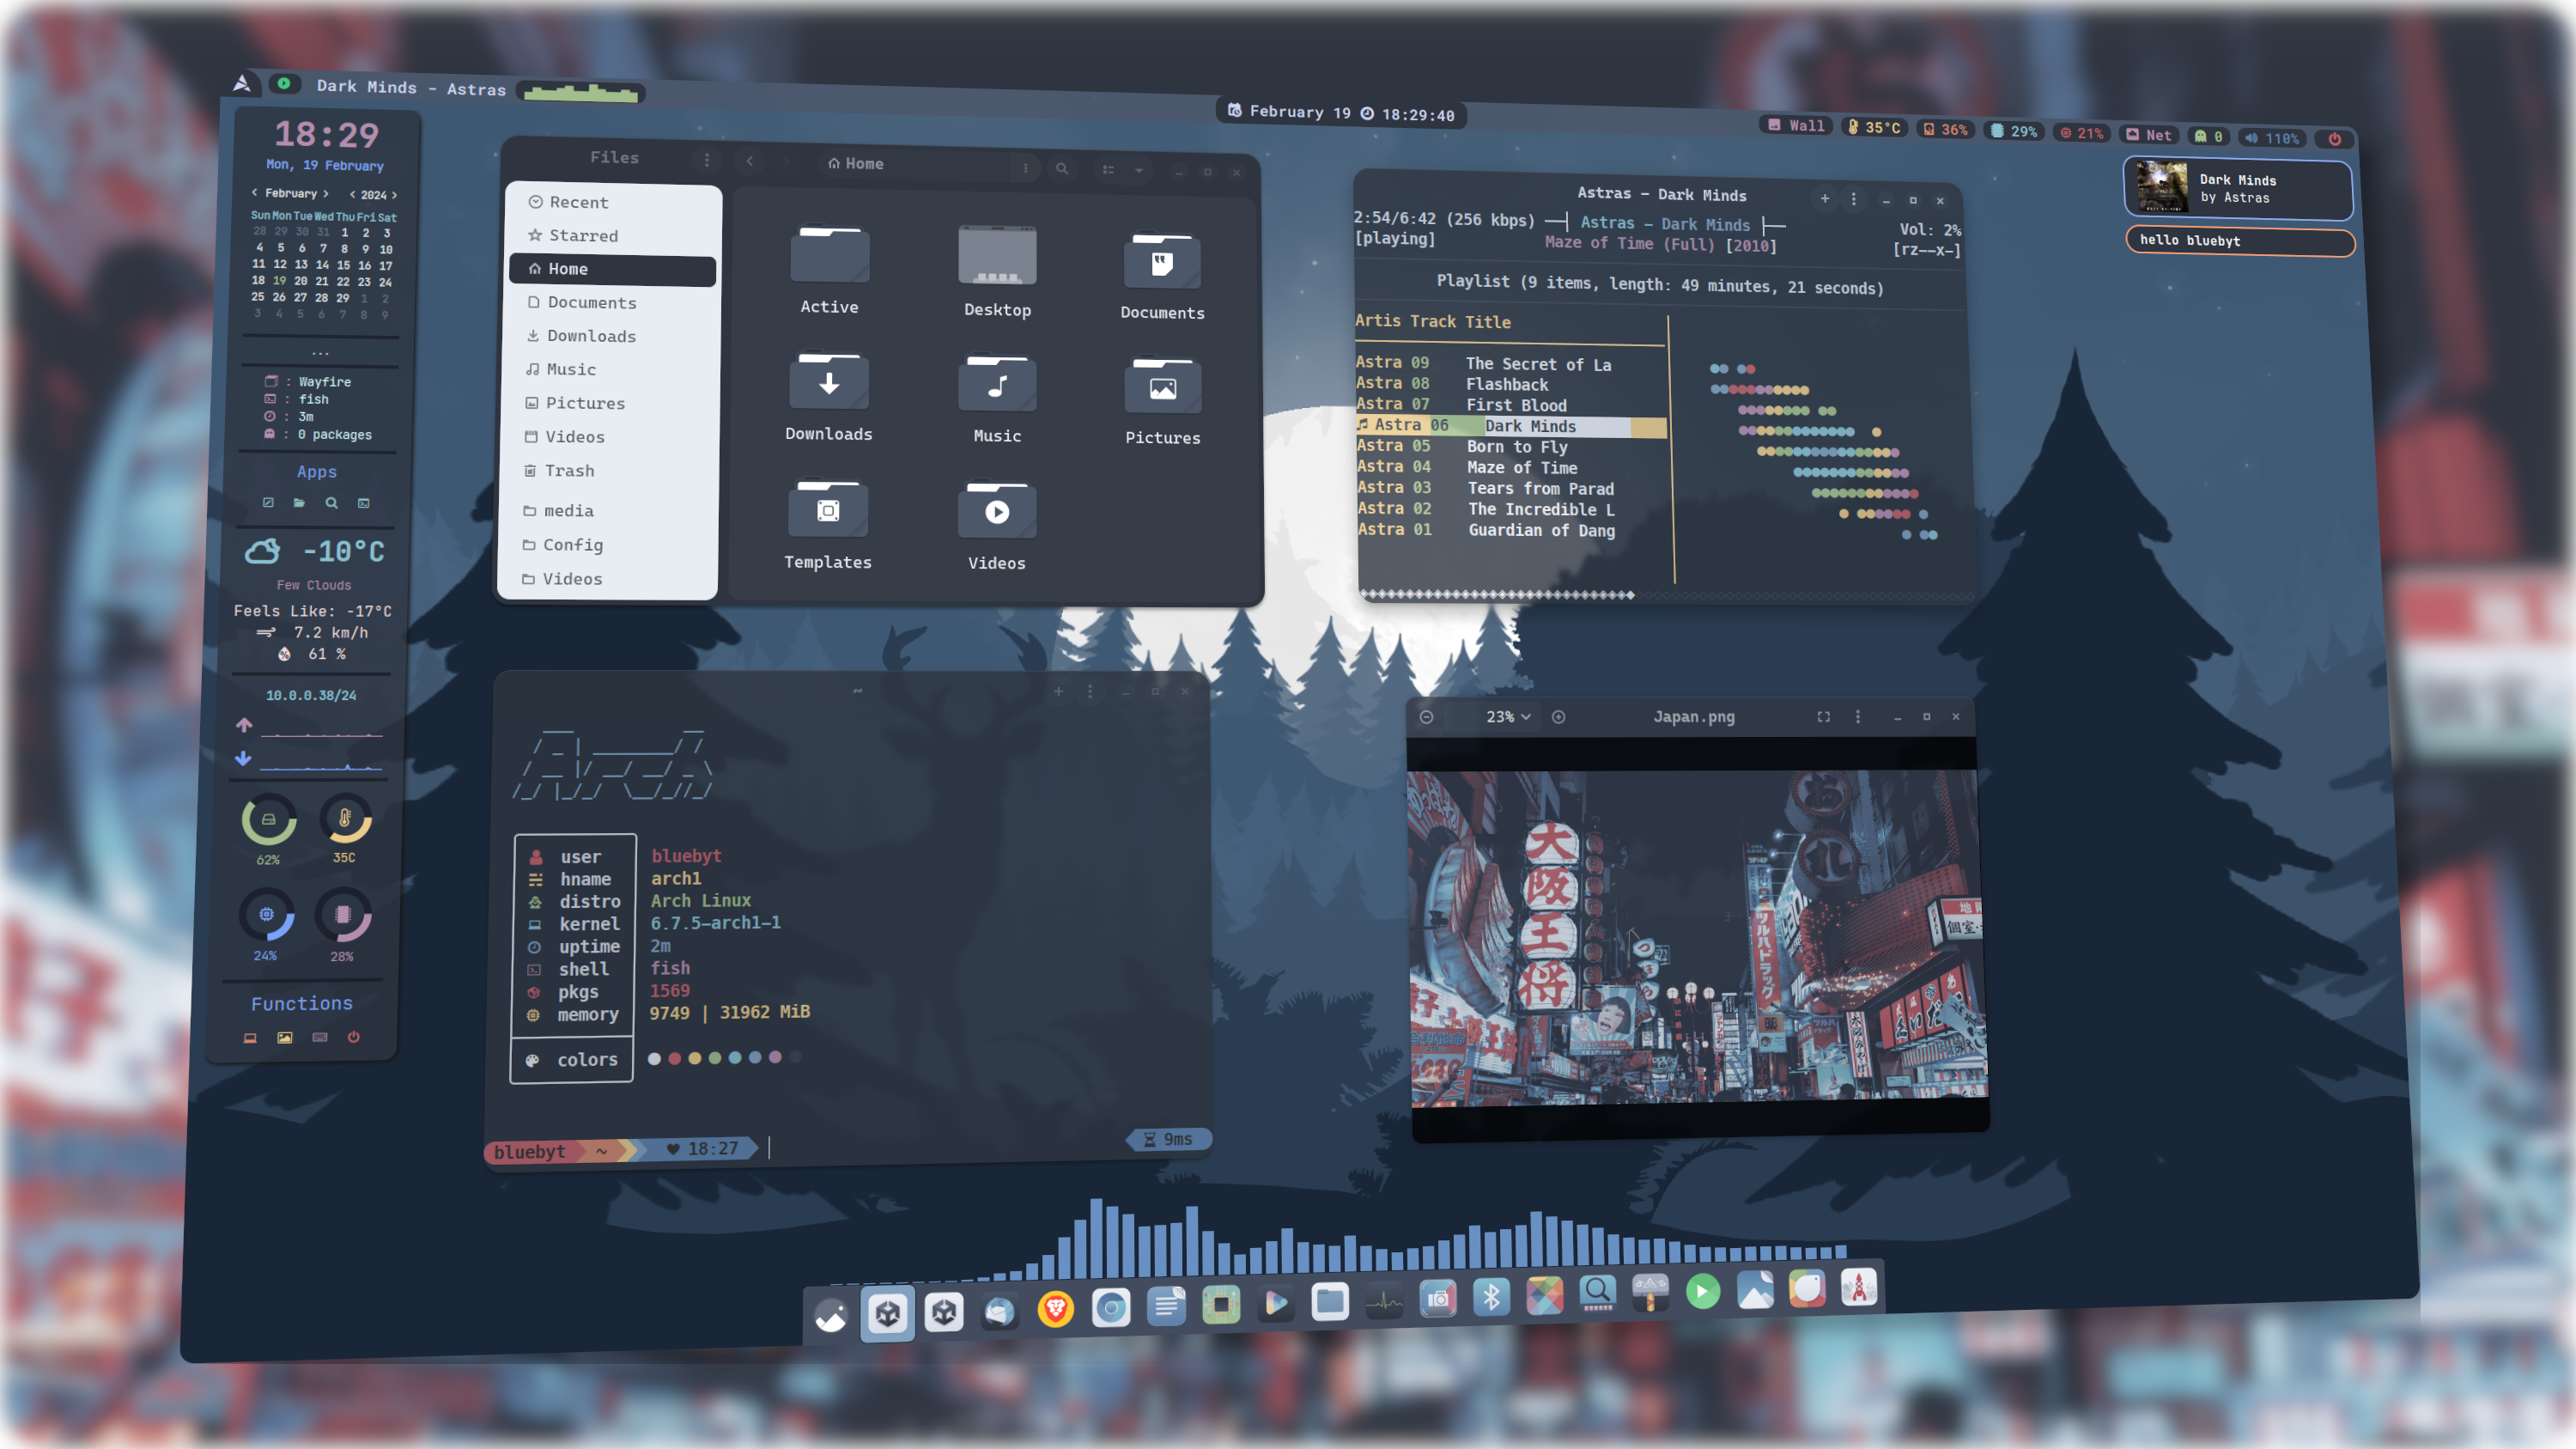 Dark Minds - Astras
February 19 18:29:40
Wall 35°C 36% 29% 21% Net 0 110%
18:29
Mon, 19 February
< February > < 2024 >
Sun Mon Tue Wed Thu Fri Sat
28 29 30 31 1 2 3
4 5 6 7 8 9 10
11 12 13 14 15 16 17
18 19 20 21 22 23 24
25 26 27 28 29 1 2
3 4 5 6 7 8 9
...
: Wayfire
: fish
: 3m
: 0 packages
Apps
-10°C
Few Clouds
Feels Like: -17°C
7.2 km/h
61 %
10.0.0.38/24
62% 35C
24% 28%
Functions
Files
Home
Recent
Starred
Home
Documents
Downloads
Music
Pictures
Videos
Trash
media
Config
Videos
Active Desktop Documents
Downloads Music Pictures
Templates Videos
Astras - Dark Minds
2:54/6:42 (256 kbps) Astras - Dark Minds Vol: 2%
[playing] Maze of Time (Full) [2010] [rz--x-]
Playlist (9 items, length: 49 minutes, 21 seconds)
Artis Track Title
Astra 09 The Secret of La
Astra 08 Flashback
Astra 07 First Blood
Astra 06 Dark Minds
Astra 05 Born to Fly
Astra 04 Maze of Time
Astra 03 Tears from Parad
Astra 02 The Incredible L
Astra 01 Guardian of Dang
Dark Minds
by Astras
hello bluebyt
~
user bluebyt
hname arch1
distro Arch Linux
kernel 6.7.5-arch1-1
uptime 2m
shell fish
pkgs 1569
memory 9749 | 31962 MiB
colors
bluebyt ~ 18:27 9ms
23% Japan.png
大阪王将
ツルハドラッグ
薬
個室